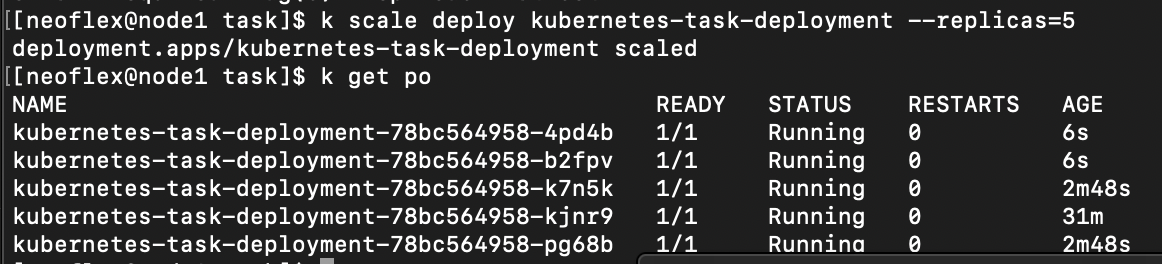 [[neoflex@node1 task]$ k scale deploy kubernetes-task-deployment --replicas=5
deployment.apps/kubernetes-task-deployment scaled
[[neoflex@node1 task]$ k get po
NAME READY STATUS RESTARTS AGE
kubernetes-task-deployment-78bc564958-4pd4b 1/1 Running 0 6s
kubernetes-task-deployment-78bc564958-b2fpv 1/1 Running 0 6s
kubernetes-task-deployment-78bc564958-k7n5k 1/1 Running 0 2m48s
kubernetes-task-deployment-78bc564958-kjnr9 1/1 Running 0 31m
kubernetes-task-deployment-78bc564958-pg68b 1/1 Running 0 2m48s